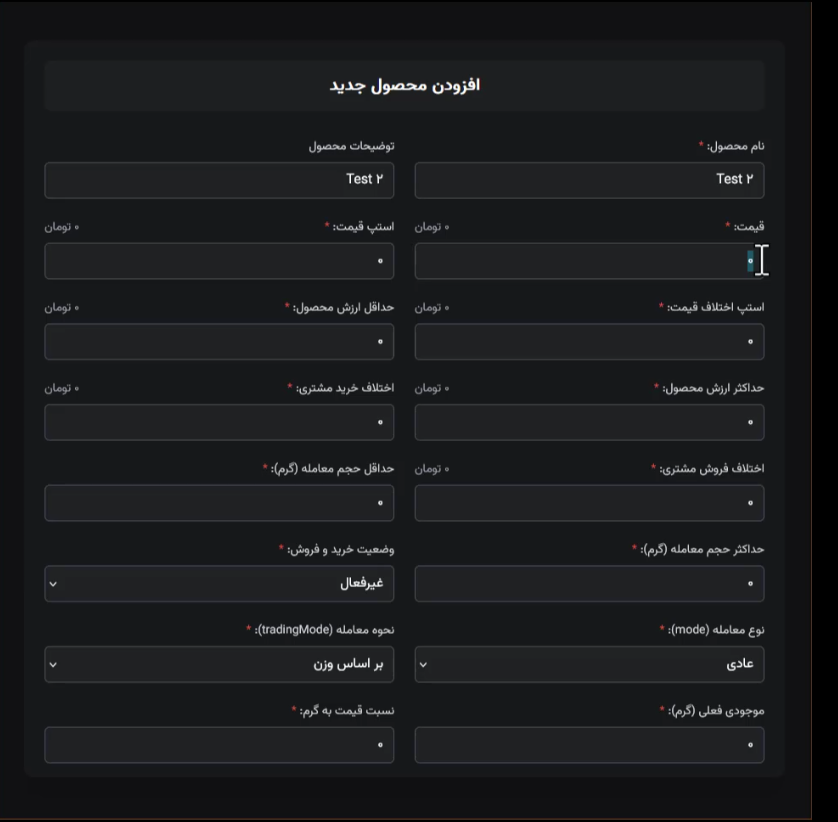 افزودن محصول جدید
نام محصول: *
Test ۲
توضیحات محصول
Test ۲
قیمت: *
۰ تومان
۰
استپ قیمت: *
۰ تومان
۰
استپ اختلاف قیمت: *
۰ تومان
۰
حداقل ارزش محصول: *
۰ تومان
۰
حداکثر ارزش محصول: *
۰ تومان
۰
اختلاف خرید مشتری: *
۰ تومان
۰
اختلاف فروش مشتری: *
۰ تومان
۰
حداقل حجم معامله (گرم): *
۰
حداکثر حجم معامله (گرم): *
۰
وضعیت خرید و فروش: *
غیرفعال
نوع معامله (mode): *
عادی
نحوه معامله (tradingMode): *
بر اساس وزن
موجودی فعلی (گرم): *
۰
نسبت قیمت به گرم: *
۰